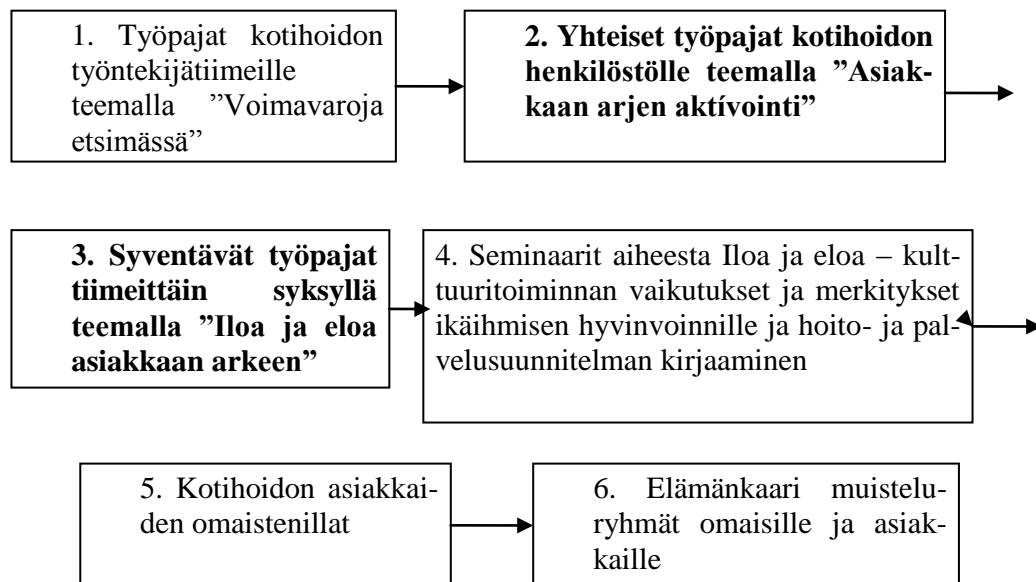 1. Työpajat kotihoidon
työntekijätiimeille
teemalla ”Voimavaroja
etsimässä”
2. Yhteiset työpajat kotihoidon
henkilöstölle teemalla ”Asiak-
kaan arjen aktívointi”
3. Syventävät työpajat
tiimeittäin syksyllä
teemalla ”Iloa ja eloa
asiakkaan arkeen”
4. Seminaarit aiheesta Iloa ja eloa – kult-
tuuritoiminnan vaikutukset ja merkitykset
ikäihmisen hyvinvoinnille ja hoito- ja pal-
velusuunnitelman kirjaaminen
5. Kotihoidon asiakkai-
den omaistenillat
6. Elämänkaari muistelu-
ryhmät omaisille ja asiak-
kaille